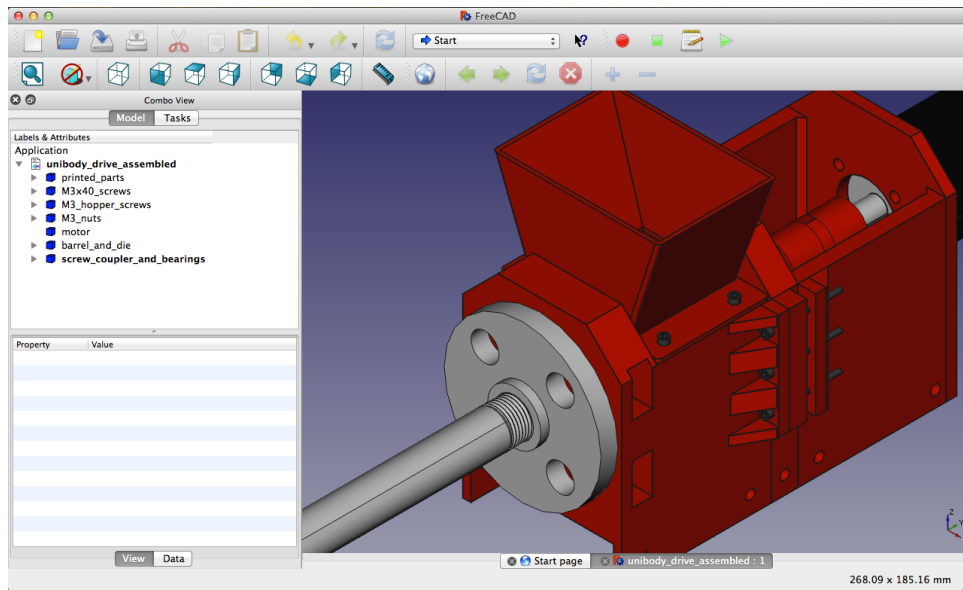 FreeCAD
Start
Combo View
Model Tasks
Labels & Attributes
Application
unibody_drive_assembled
printed_parts
M3x40_screws
M3_hopper_screws
M3_nuts
motor
barrel_and_die
screw_coupler_and_bearings
Property Value
View Data
Start page unibody_drive_assembled : 1
Z
Y
268.09 x 185.16 mm